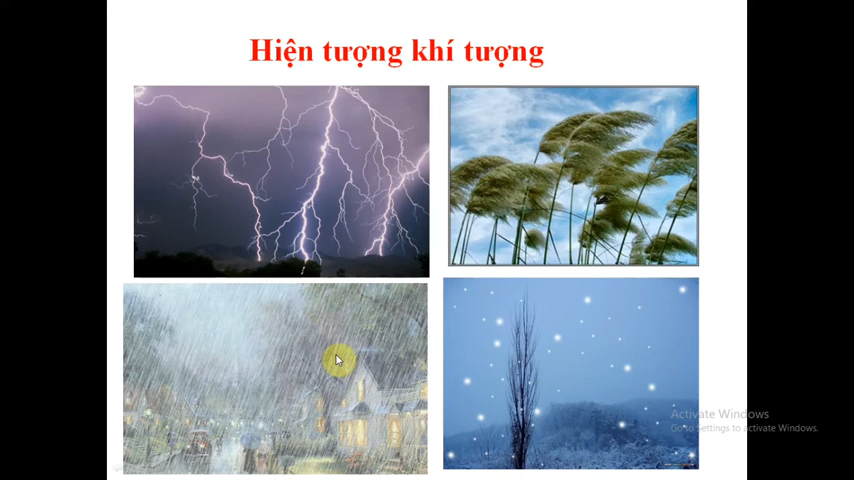 Hiện tượng khí tượng
Activate Windows
Go to Settings to activate Windows.